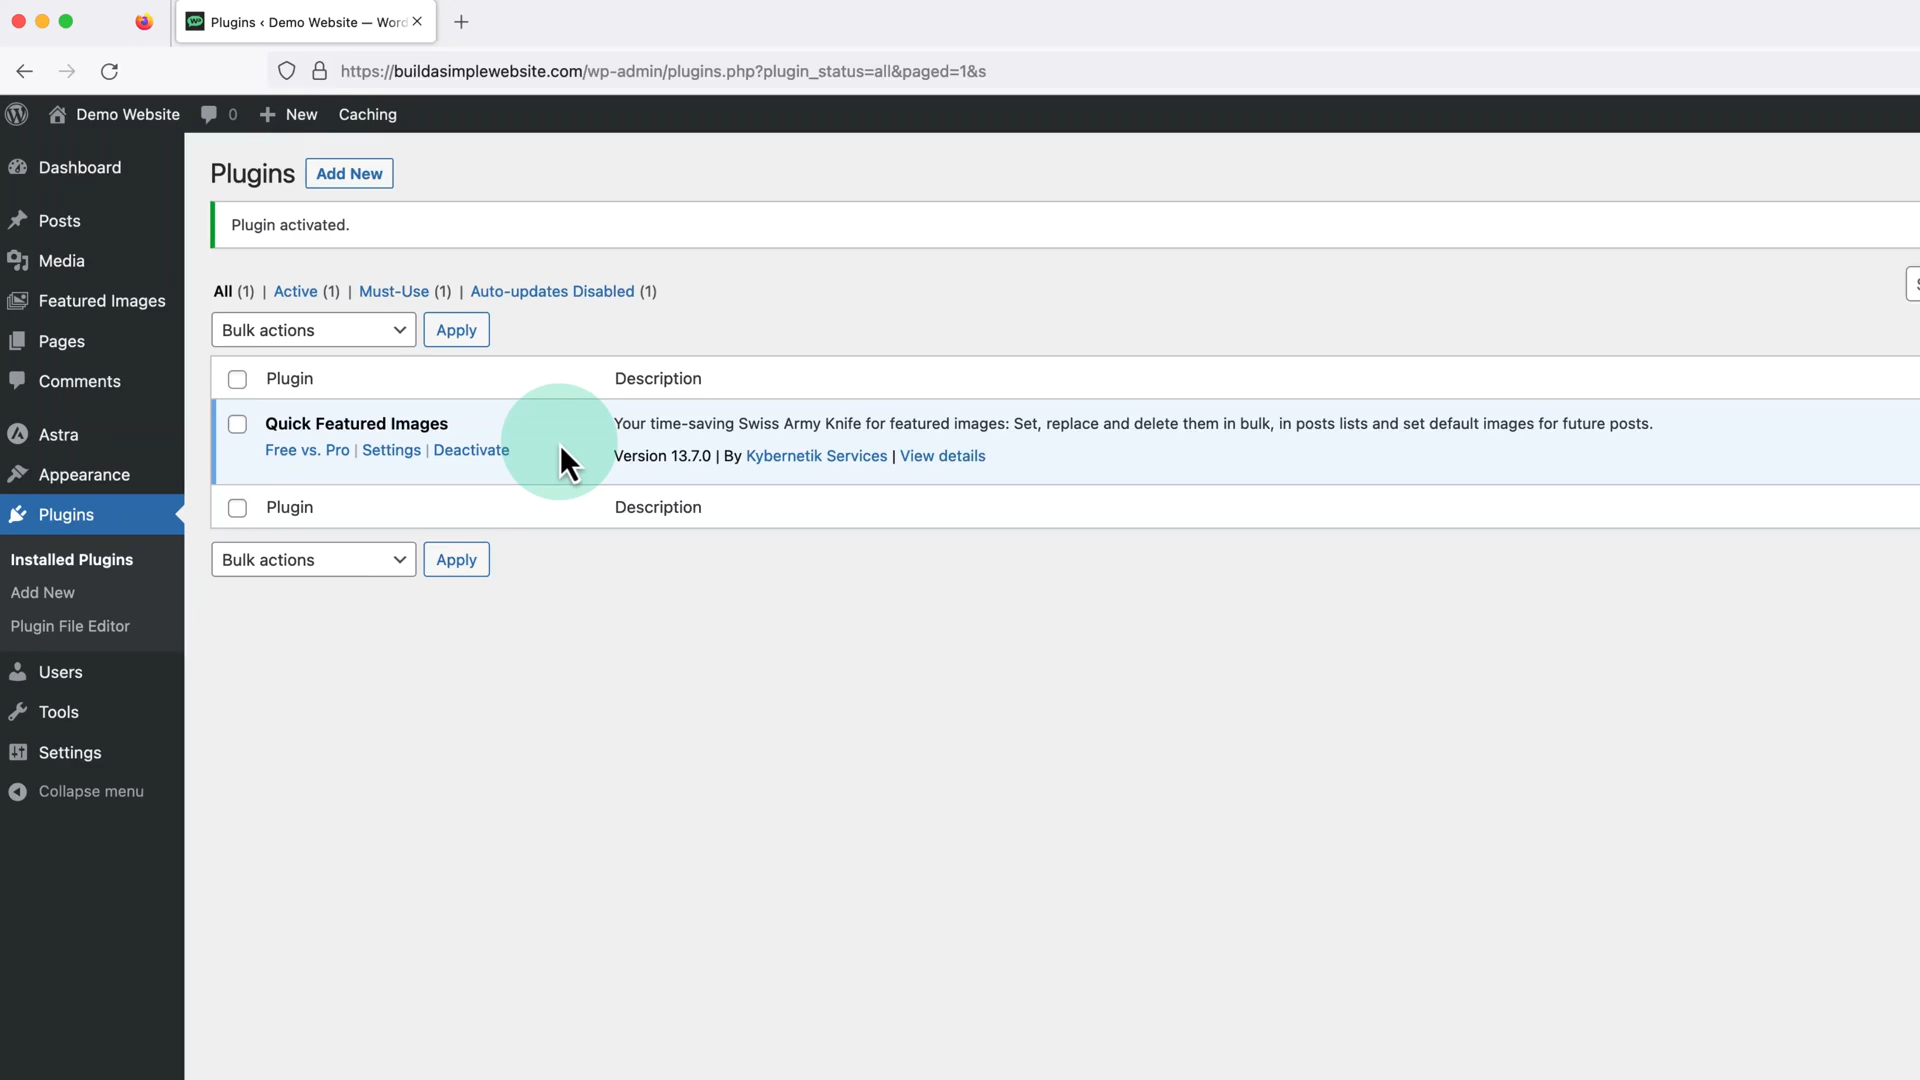 Plugins ‹ Demo Website — Word
https://buildasimplewebsite.com/wp-admin/plugins.php?plugin_status=all&paged=1&s
Demo Website 0 New Caching
Dashboard
Posts
Media
Featured Images
Pages
Comments
Astra
Appearance
Plugins
Installed Plugins
Add New
Plugin File Editor
Users
Tools
Settings
Collapse menu
Plugins Add New
Plugin activated.
All (1) | Active (1) | Must-Use (1) | Auto-updates Disabled (1)
Bulk actions Apply
Plugin Description
Quick Featured Images Your time-saving Swiss Army Knife for featured images: Set, replace and delete them in bulk, in posts lists and set default images for future posts.
Free vs. Pro | Settings | Deactivate Version 13.7.0 | By Kybernetik Services | View details
Plugin Description
Bulk actions Apply